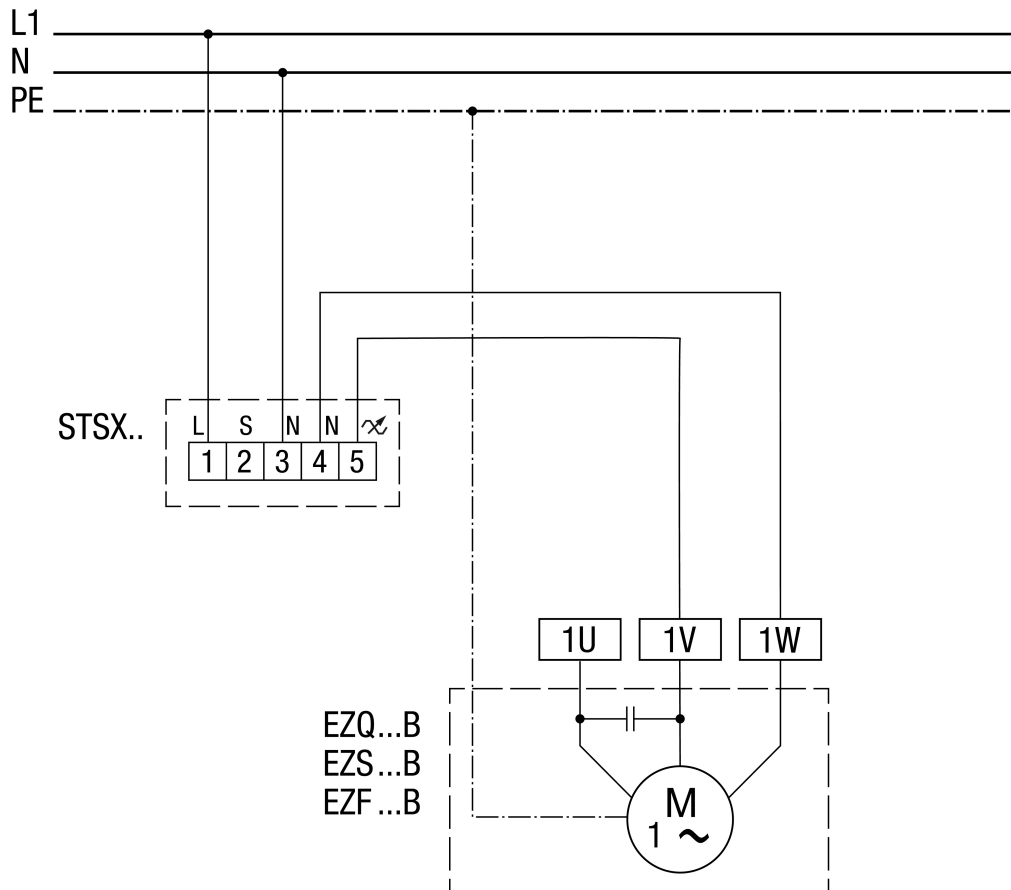 L1
N
PE
STSX..
L S N N
1 2 3 4 5
1U 1V 1W
EZQ...B
EZS...B
EZF...B
M
1 ~